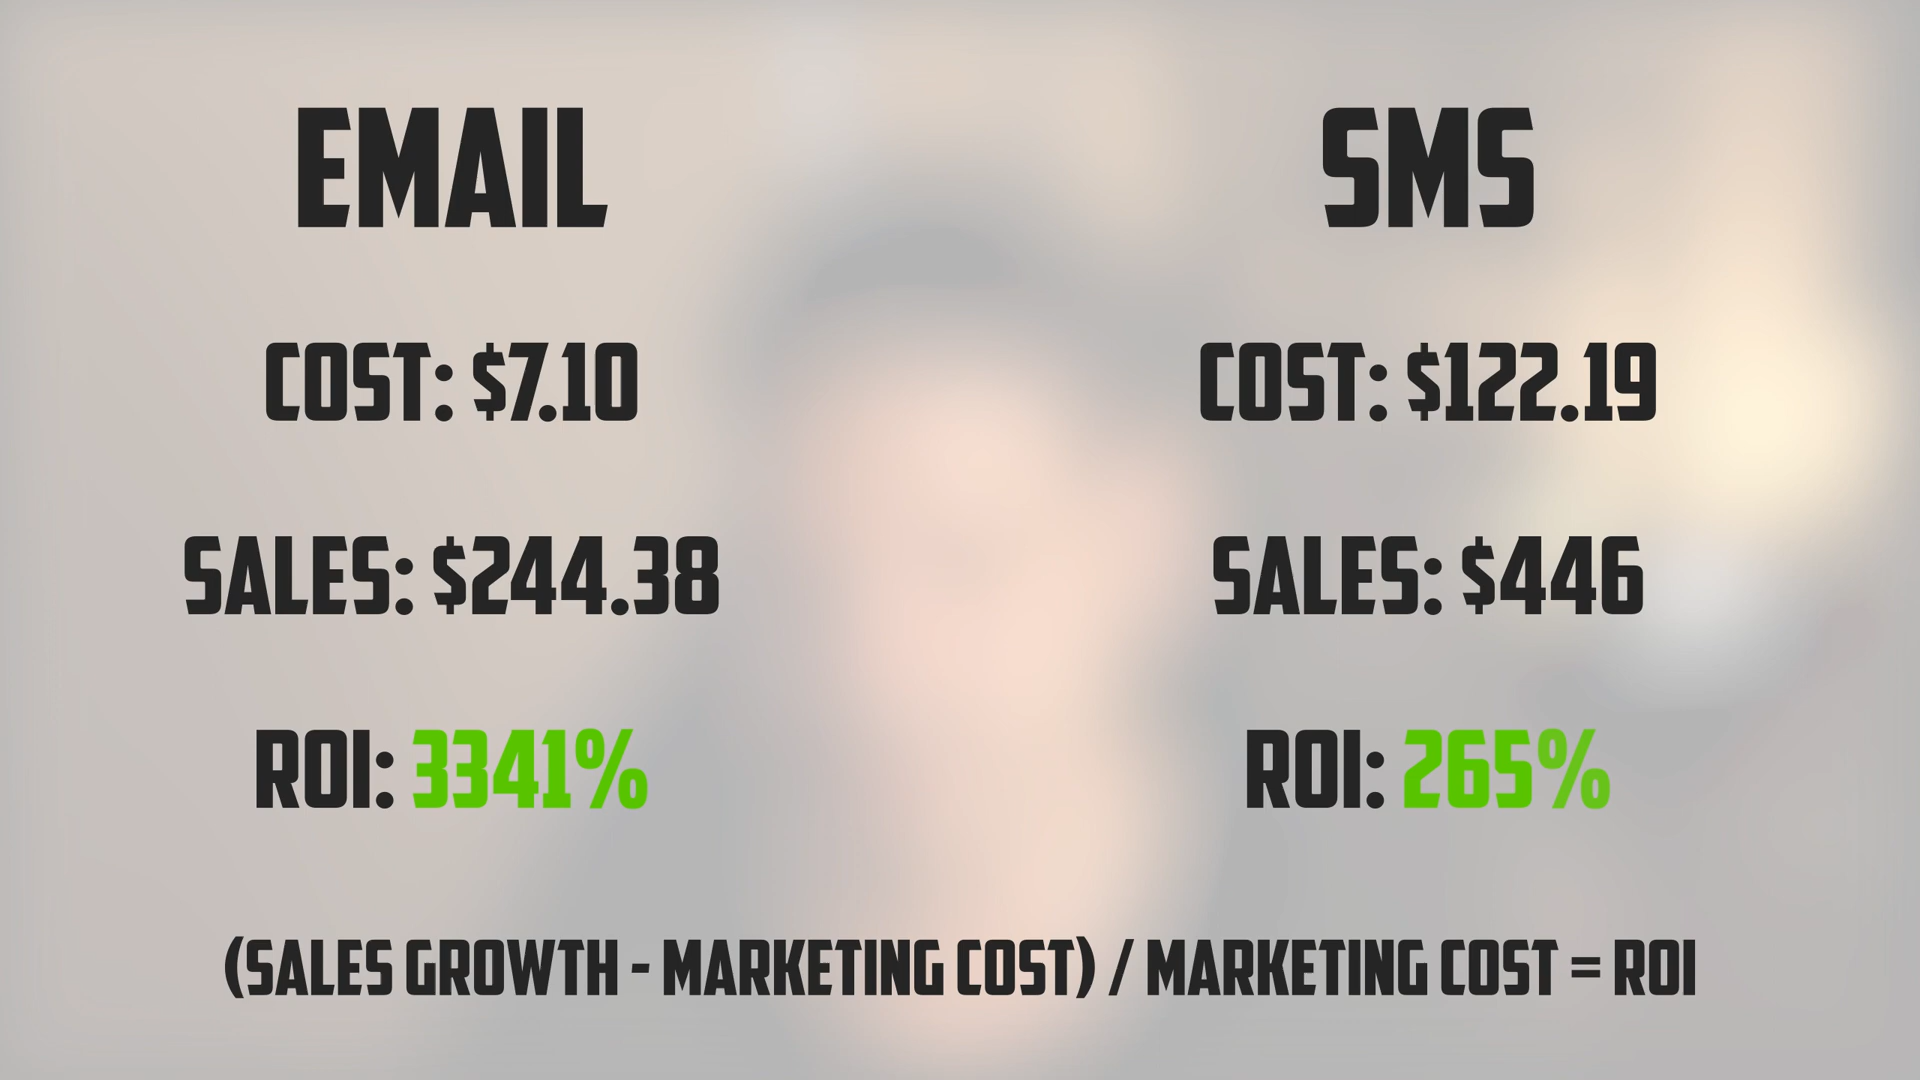 EMAIL
COST: $7.10
SALES: $244.38
ROI: 3341%
SMS
COST: $122.19
SALES: $446
ROI: 265%
(SALES GROWTH - MARKETING COST) / MARKETING COST = ROI